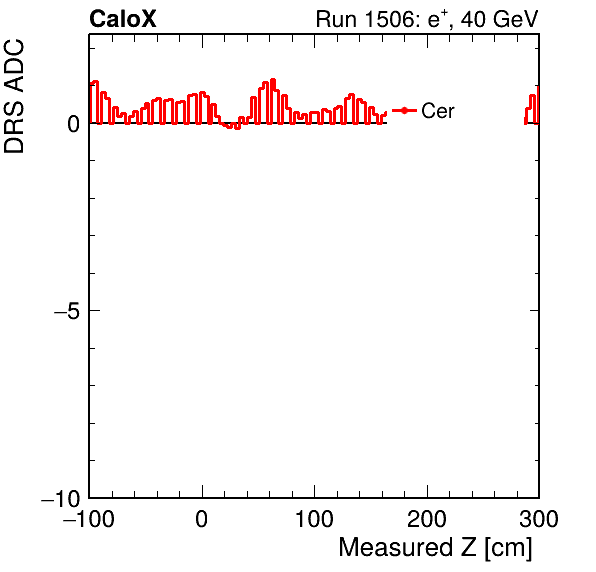 CaloX Run 1506: e⁺, 40 GeV
DRS ADC
Cer
0
−5
−10
−100 0 100 200 300
Measured Z [cm]